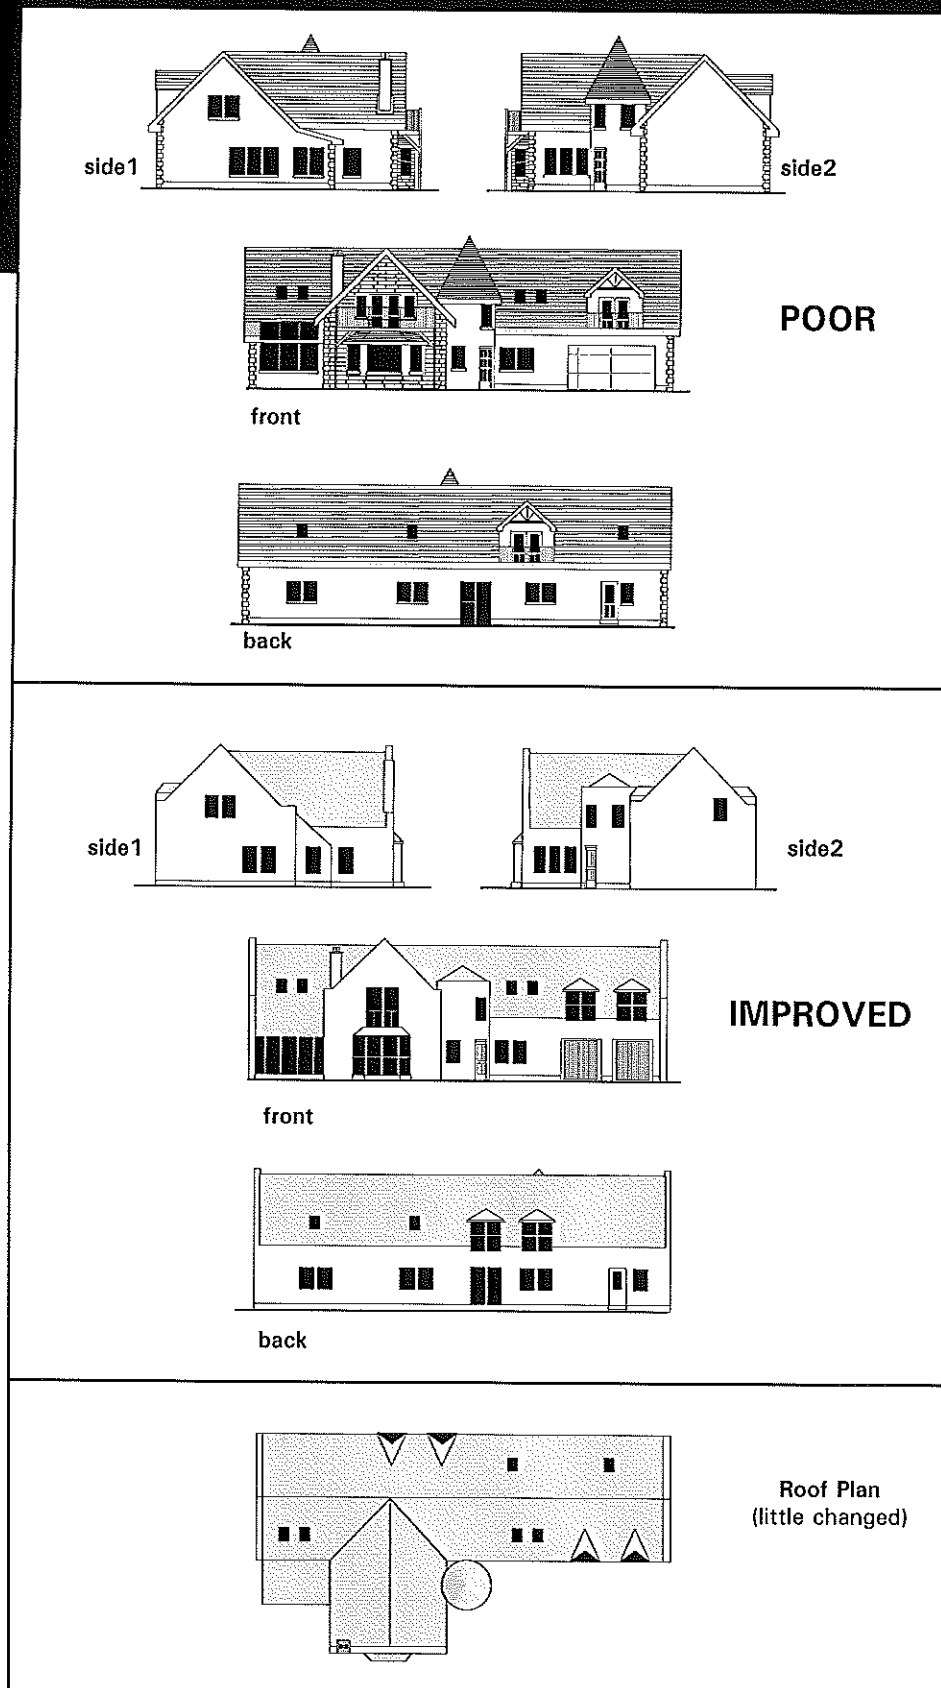 side1
side2
POOR
front
back
side1
side2
IMPROVED
front
back
Roof Plan
(little changed)